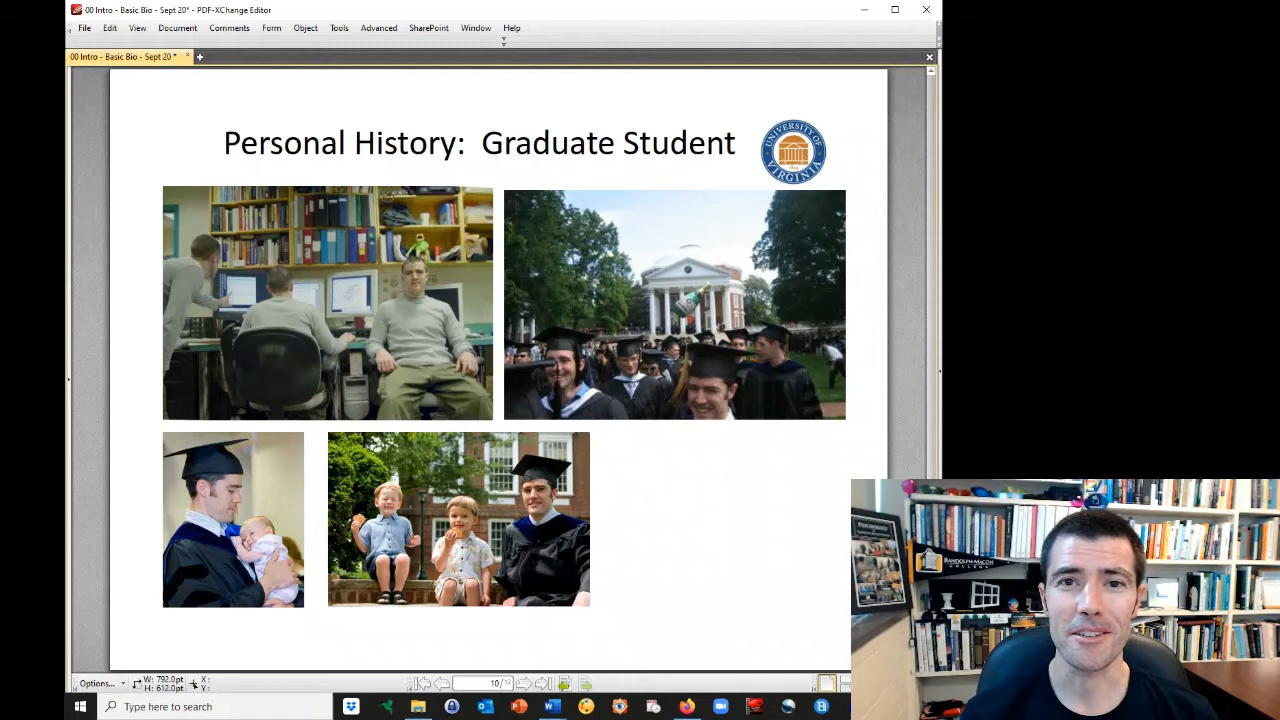 00 Intro - Basic Bio - Sept 20* - PDF-XChange Editor
File Edit View Document Comments Form Object Tools Advanced SharePoint Window Help
00 Intro - Basic Bio - Sept 20 *
Personal History: Graduate Student
UNIVERSITY OF
VIRGINIA
RANDOLPH-MACON
COLLEGE
Options...
W: 792.0pt
H: 612.0pt
X:
Y:
10/12
Type here to search